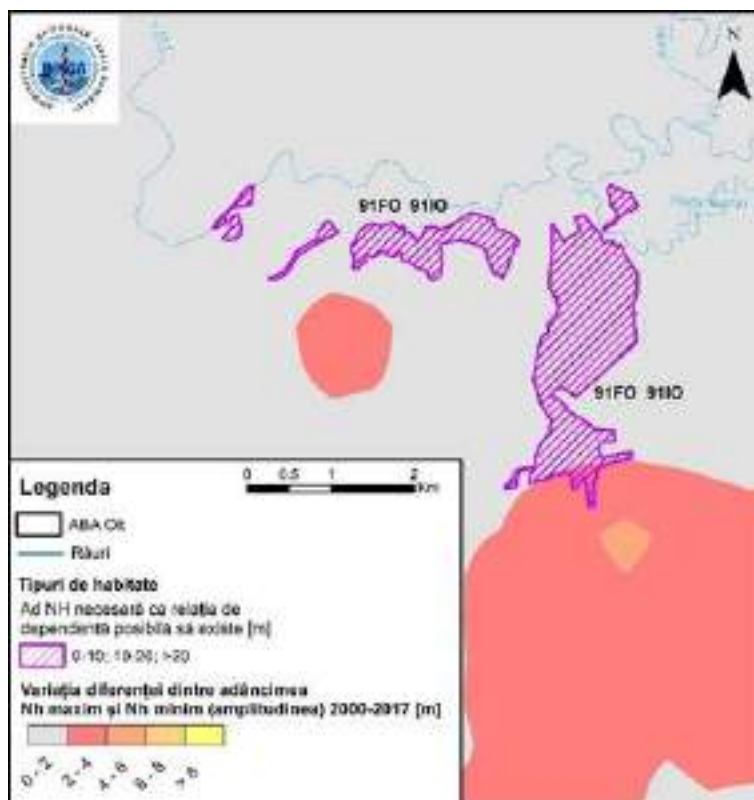 N
91FO 91IO
91FO 91IO
Legenda
0 0.5 1 2
Km
ABA Olt
Râuri
Tipuri de habitate
Ad NH necesară ca relația de
dependentă posibilă să existe [m]
0-10; 10-20; >20
Variația diferenței dintre adâncimea
Nh maxim și Nh minim (amplitudinea) 2000-2017 [m]
0 - 2
2 - 4
4 - 6
6 - 8
> 8